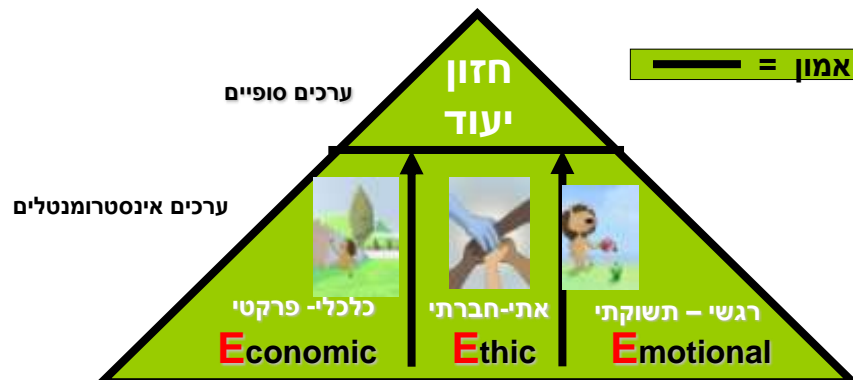 חזון
יעוד
אמון = 
ערכים סופיים
ערכים אינסטרומנטלים
רגשי – תשוקתי
אתי-חברתי
כלכלי- פרקטי
Economic
Ethic
Emotional